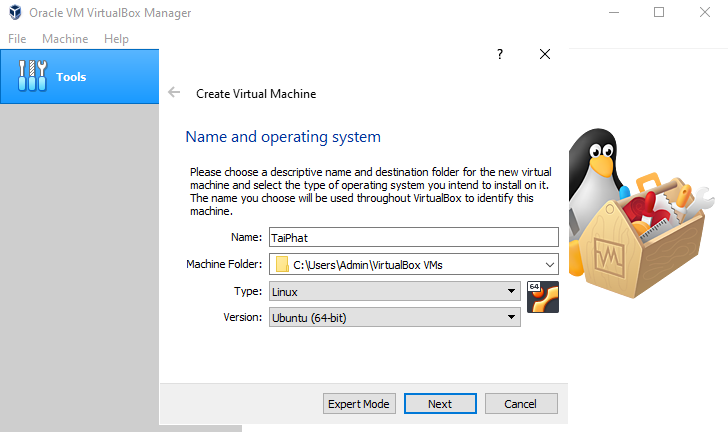 Oracle VM VirtualBox Manager
File Machine Help
?
Tools
Create Virtual Machine
Name and operating system
Please choose a descriptive name and destination folder for the new virtual
machine and select the type of operating system you intend to install on it.
The name you choose will be used throughout VirtualBox to identify this
machine.
Name: TaiPhat
Machine Folder: C:\Users\Admin\VirtualBox VMs
Type: Linux
64
Version: Ubuntu (64-bit)
Expert Mode Next Cancel